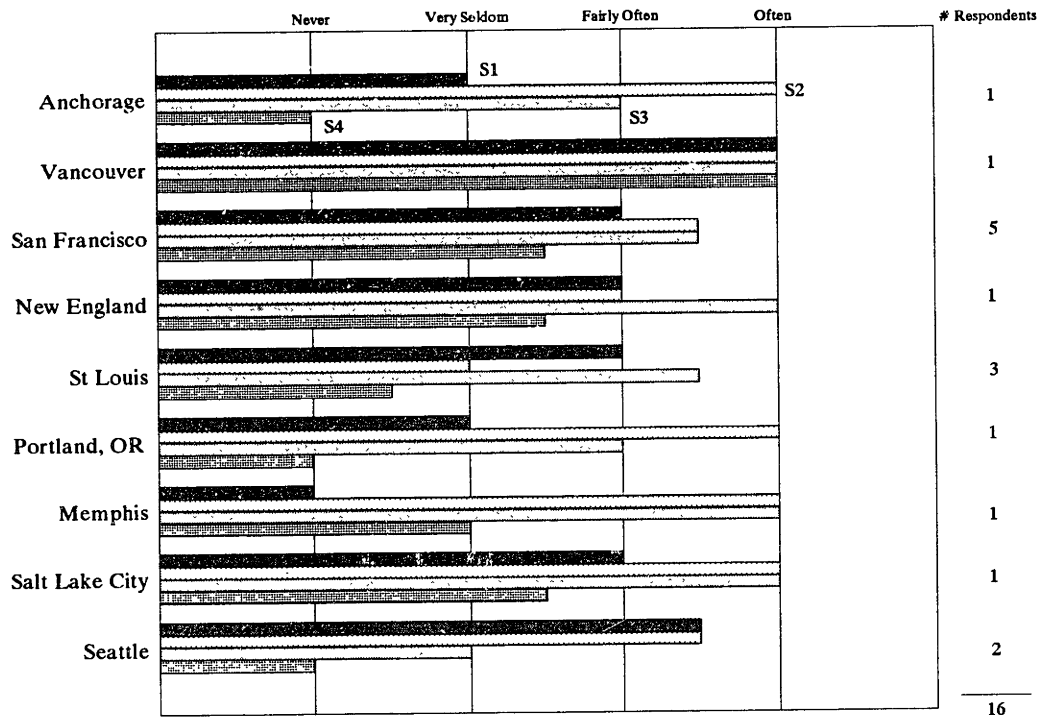 Never Very Seldom Fairly Often Often # Respondents
S1
S2
Anchorage 1
S4 S3
Vancouver 1
San Francisco 5
New England 1
St Louis 3
Portland, OR 1
Memphis 1
Salt Lake City 1
Seattle 2
16